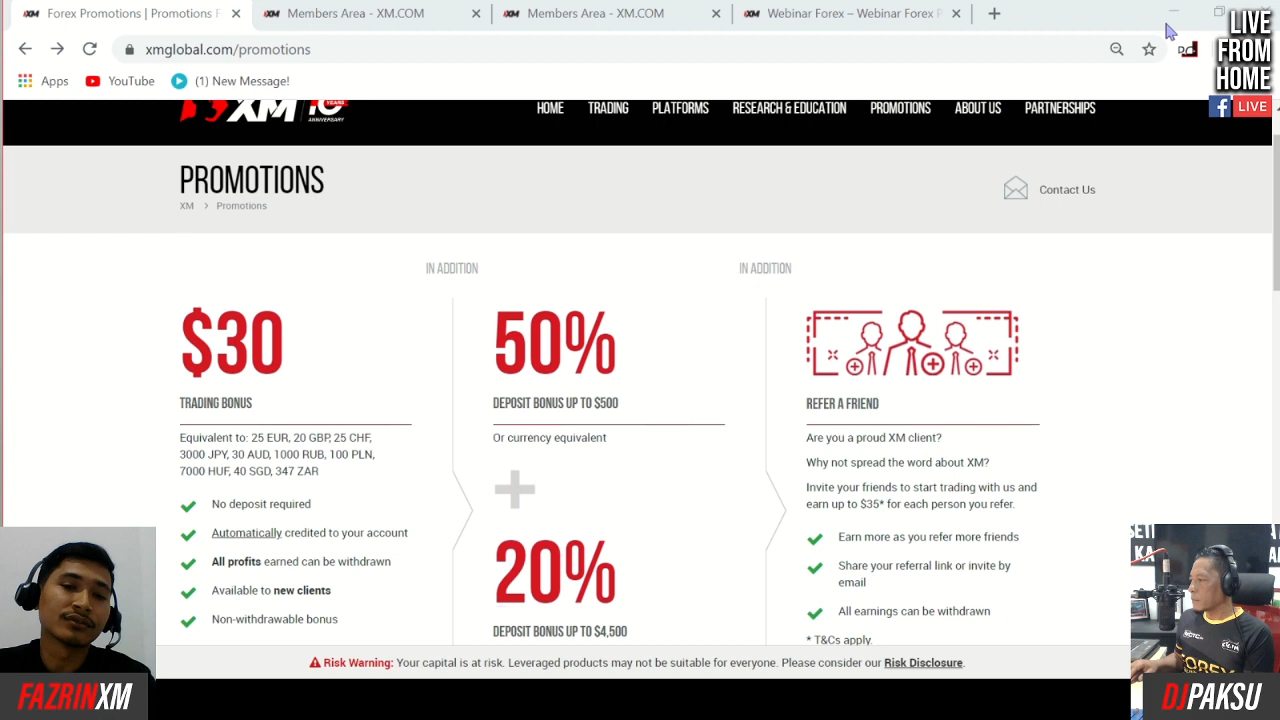 Forex Promotions | Promotions F
Members Area - XM.COM
Members Area - XM.COM
Webinar Forex – Webinar Forex P
LIVE
FROM
HOME
xmglobal.com/promotions
Apps
YouTube
(1) New Message!
f LIVE
XM 10 YEARS ANNIVERSARY
HOME
TRADING
PLATFORMS
RESEARCH & EDUCATION
PROMOTIONS
ABOUT US
PARTNERSHIPS
PROMOTIONS
XM > Promotions
Contact Us
IN ADDITION
IN ADDITION
$30
TRADING BONUS
Equivalent to: 25 EUR, 20 GBP, 25 CHF,
3000 JPY, 30 AUD, 1000 RUB, 100 PLN,
7000 HUF, 40 SGD, 347 ZAR
No deposit required
Automatically credited to your account
All profits earned can be withdrawn
Available to new clients
Non-withdrawable bonus
50%
DEPOSIT BONUS UP TO $500
Or currency equivalent
20%
DEPOSIT BONUS UP TO $4,500
REFER A FRIEND
Are you a proud XM client?
Why not spread the word about XM?
Invite your friends to start trading with us and
earn up to $35* for each person you refer.
Earn more as you refer more friends
Share your referral link or invite by
email
All earnings can be withdrawn
* T&Cs apply.
Risk Warning: Your capital is at risk. Leveraged products may not be suitable for everyone. Please consider our Risk Disclosure.
FAZRINXM
FOREX
DJPAKSU